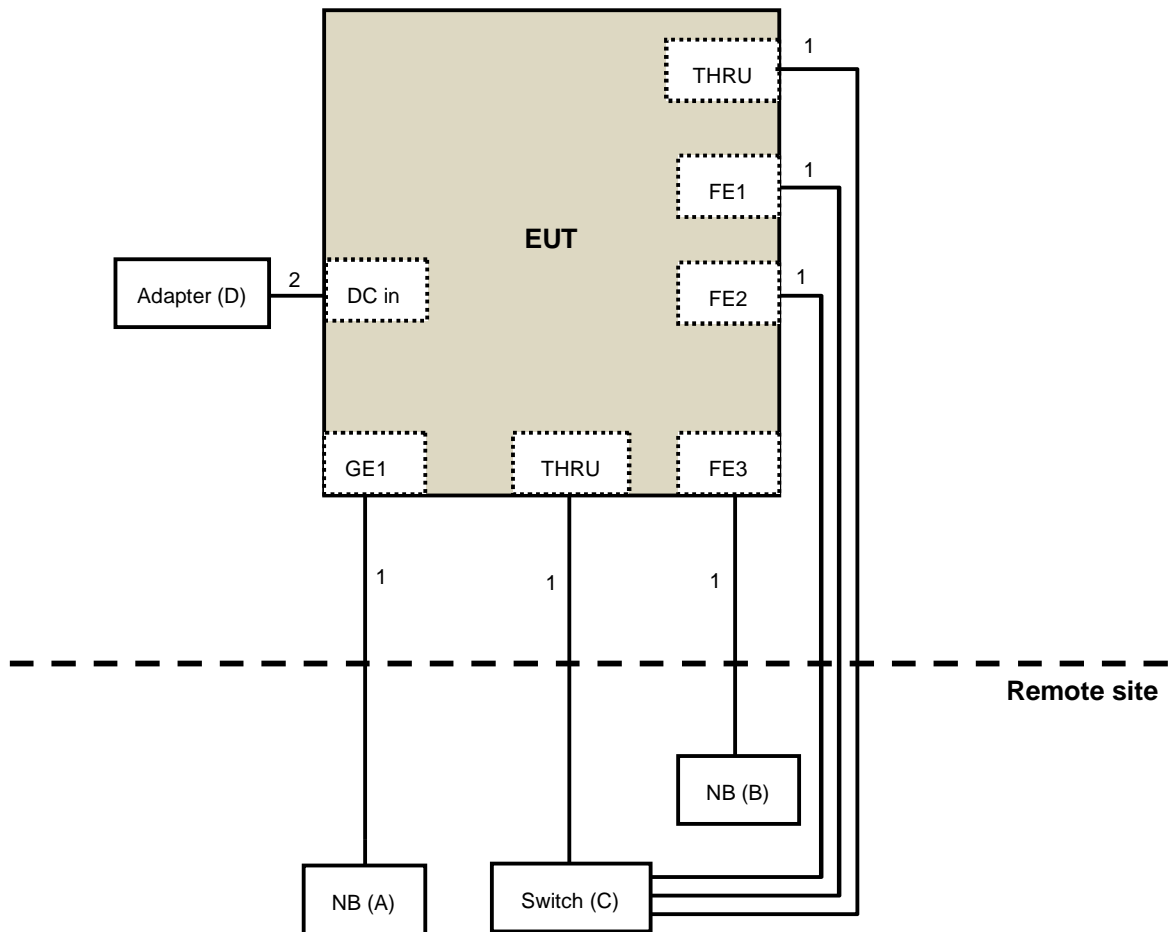 1
THRU
1
FE1
EUT
1
Adapter (D)
2
DC in
FE2
GE1
THRU
FE3
1
1
1
Remote site
NB (B)
NB (A)
Switch (C)